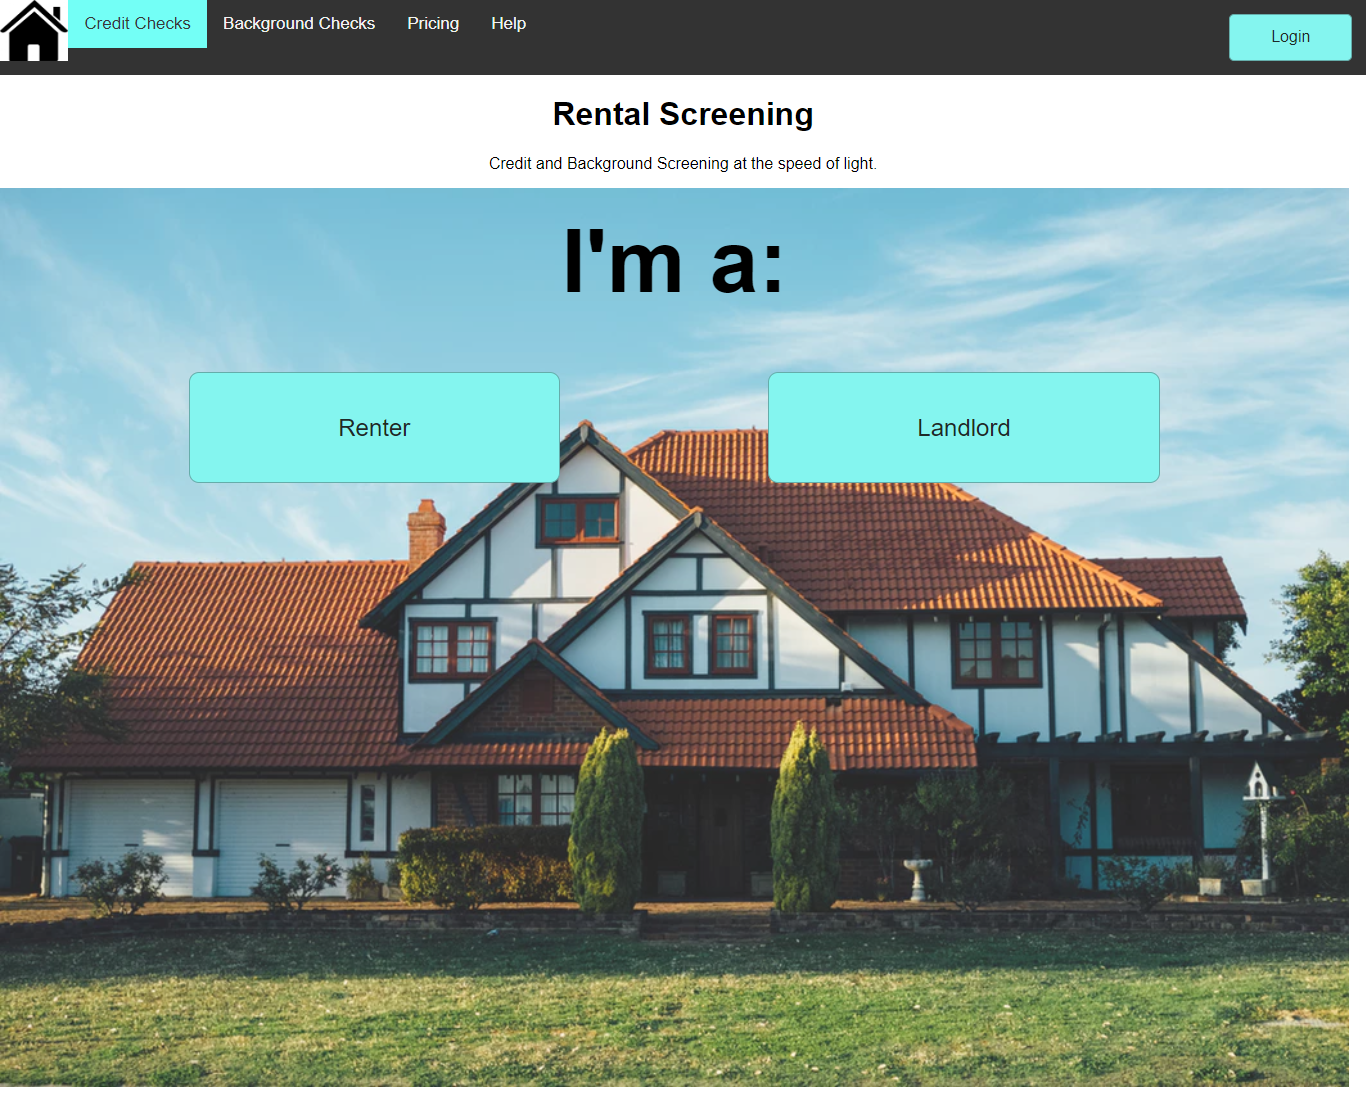 Credit Checks Background Checks Pricing Help Login
Rental Screening
Credit and Background Screening at the speed of light.
I'm a:
Renter Landlord